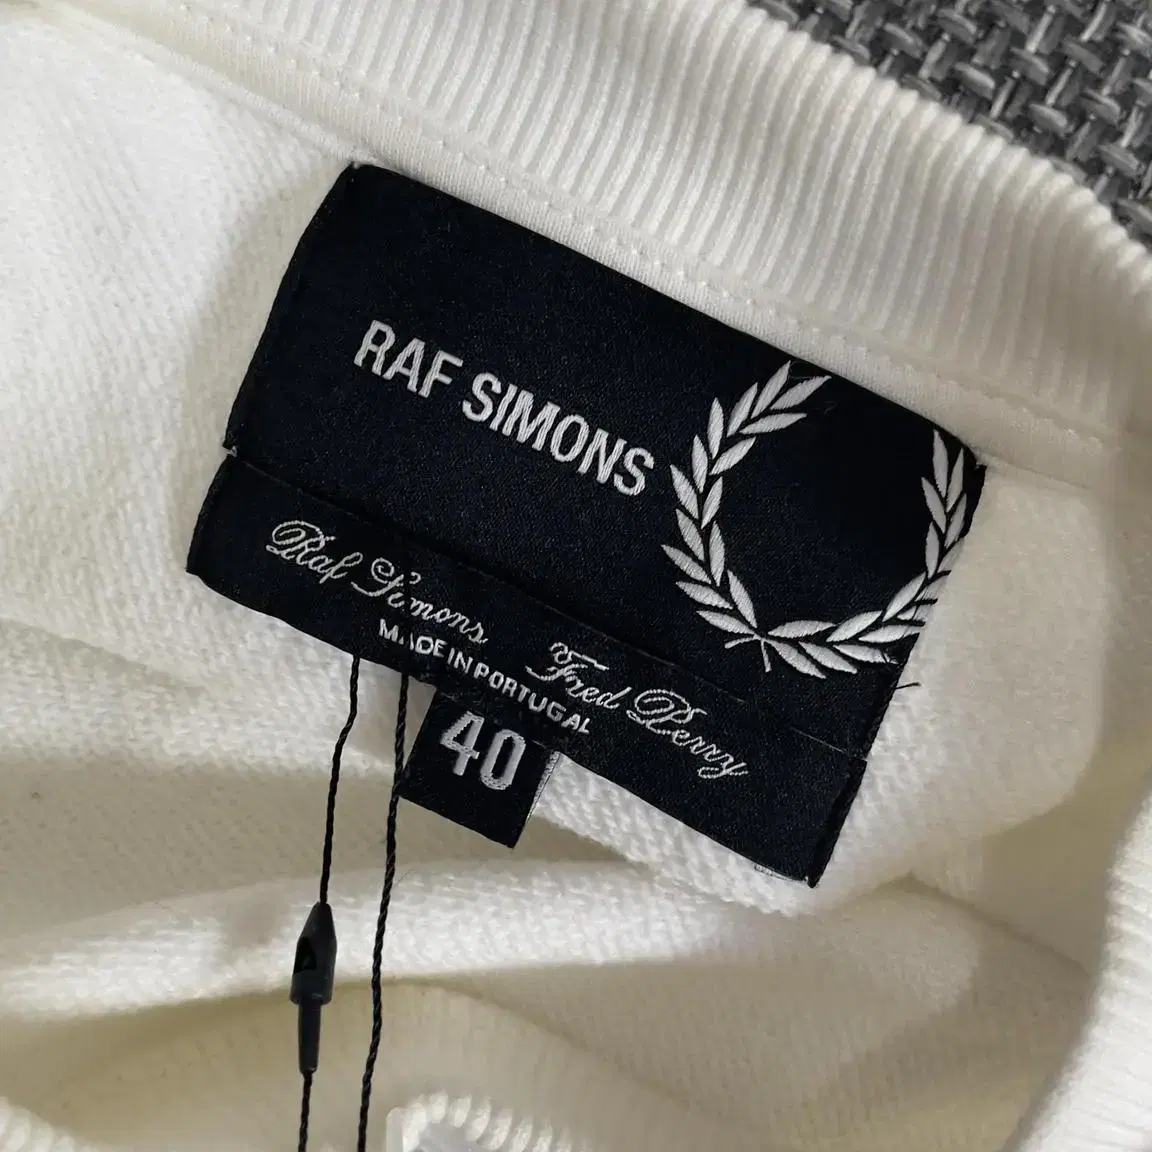 RAF SIMONS
Raf Simons Fred Perry
MADE IN PORTUGAL
40